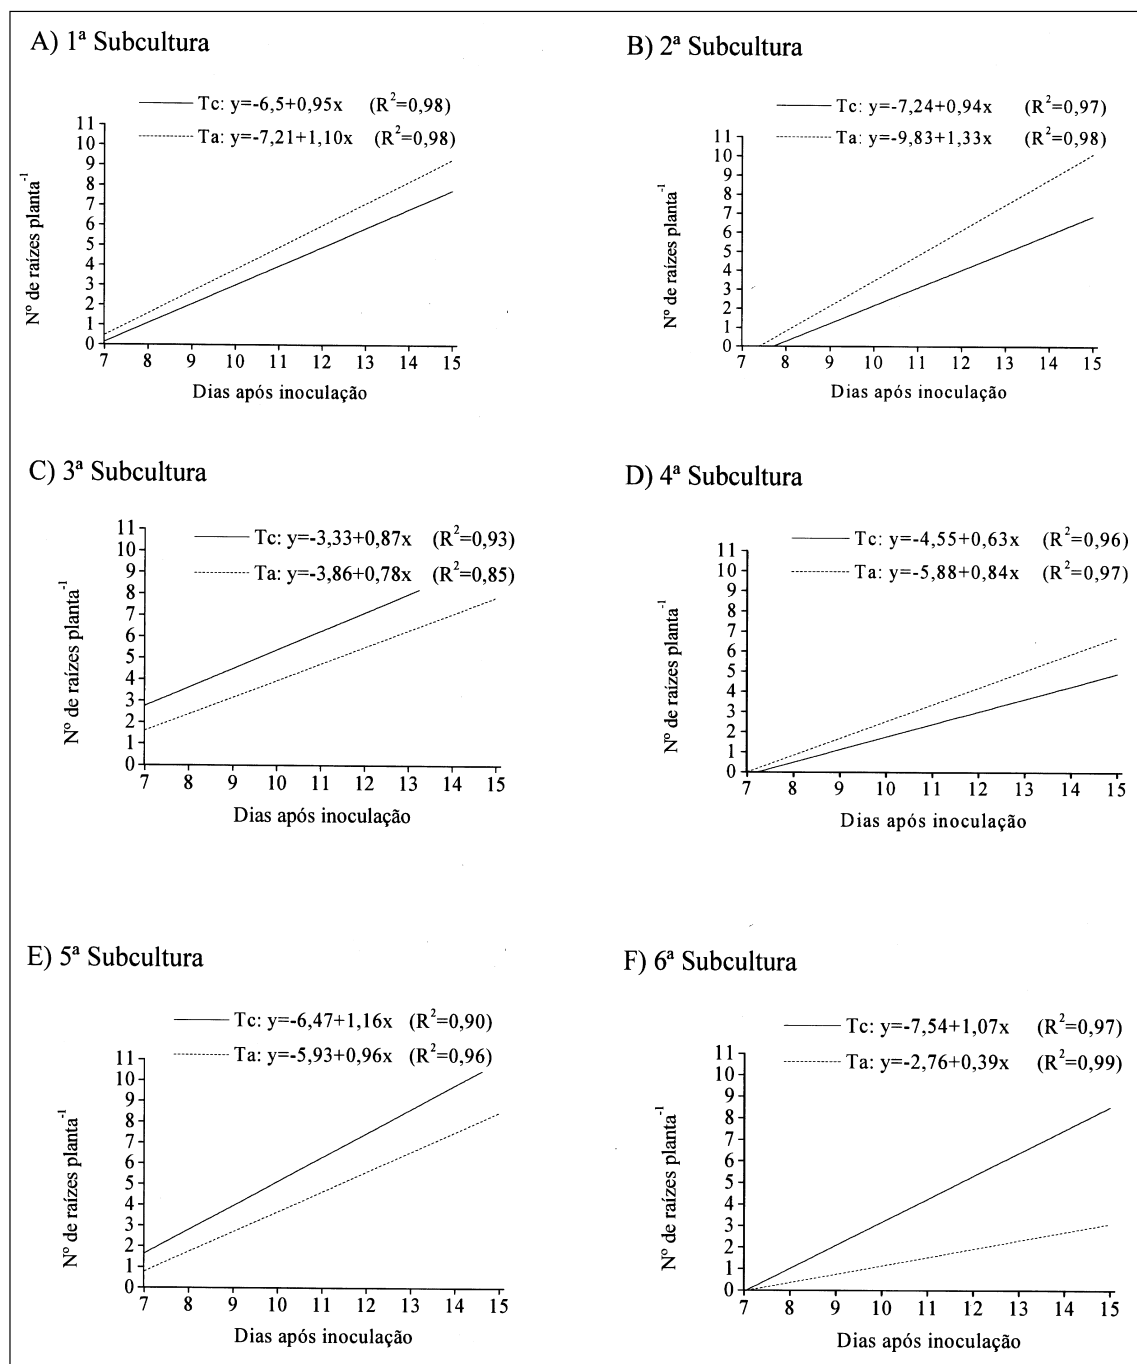 A) 1ª Subcultura
Tc: y=-6,5+0,95x (R²=0,98)
Ta: y=-7,21+1,10x (R²=0,98)
11
10
9
8
7
6
5
4
3
2
1
0
Nº de raízes planta⁻¹
7 8 9 10 11 12 13 14 15
Dias após inoculação
B) 2ª Subcultura
Tc: y=-7,24+0,94x (R²=0,97)
Ta: y=-9,83+1,33x (R²=0,98)
11
10
9
8
7
6
5
4
3
2
1
0
Nº de raízes planta⁻¹
7 8 9 10 11 12 13 14 15
Dias após inoculação
C) 3ª Subcultura
Tc: y=-3,33+0,87x (R²=0,93)
Ta: y=-3,86+0,78x (R²=0,85)
11
10
9
8
7
6
5
4
3
2
1
0
Nº de raízes planta⁻¹
7 8 9 10 11 12 13 14 15
Dias após inoculação
D) 4ª Subcultura
Tc: y=-4,55+0,63x (R²=0,96)
Ta: y=-5,88+0,84x (R²=0,97)
11
10
9
8
7
6
5
4
3
2
1
0
Nº de raízes planta⁻¹
7 8 9 10 11 12 13 14 15
Dias após inoculação
E) 5ª Subcultura
Tc: y=-6,47+1,16x (R²=0,90)
Ta: y=-5,93+0,96x (R²=0,96)
11
10
9
8
7
6
5
4
3
2
1
0
Nº de raízes planta⁻¹
7 8 9 10 11 12 13 14 15
Dias após inoculação
F) 6ª Subcultura
Tc: y=-7,54+1,07x (R²=0,97)
Ta: y=-2,76+0,39x (R²=0,99)
11
10
9
8
7
6
5
4
3
2
1
0
Nº de raízes planta⁻¹
7 8 9 10 11 12 13 14 15
Dias após inoculação